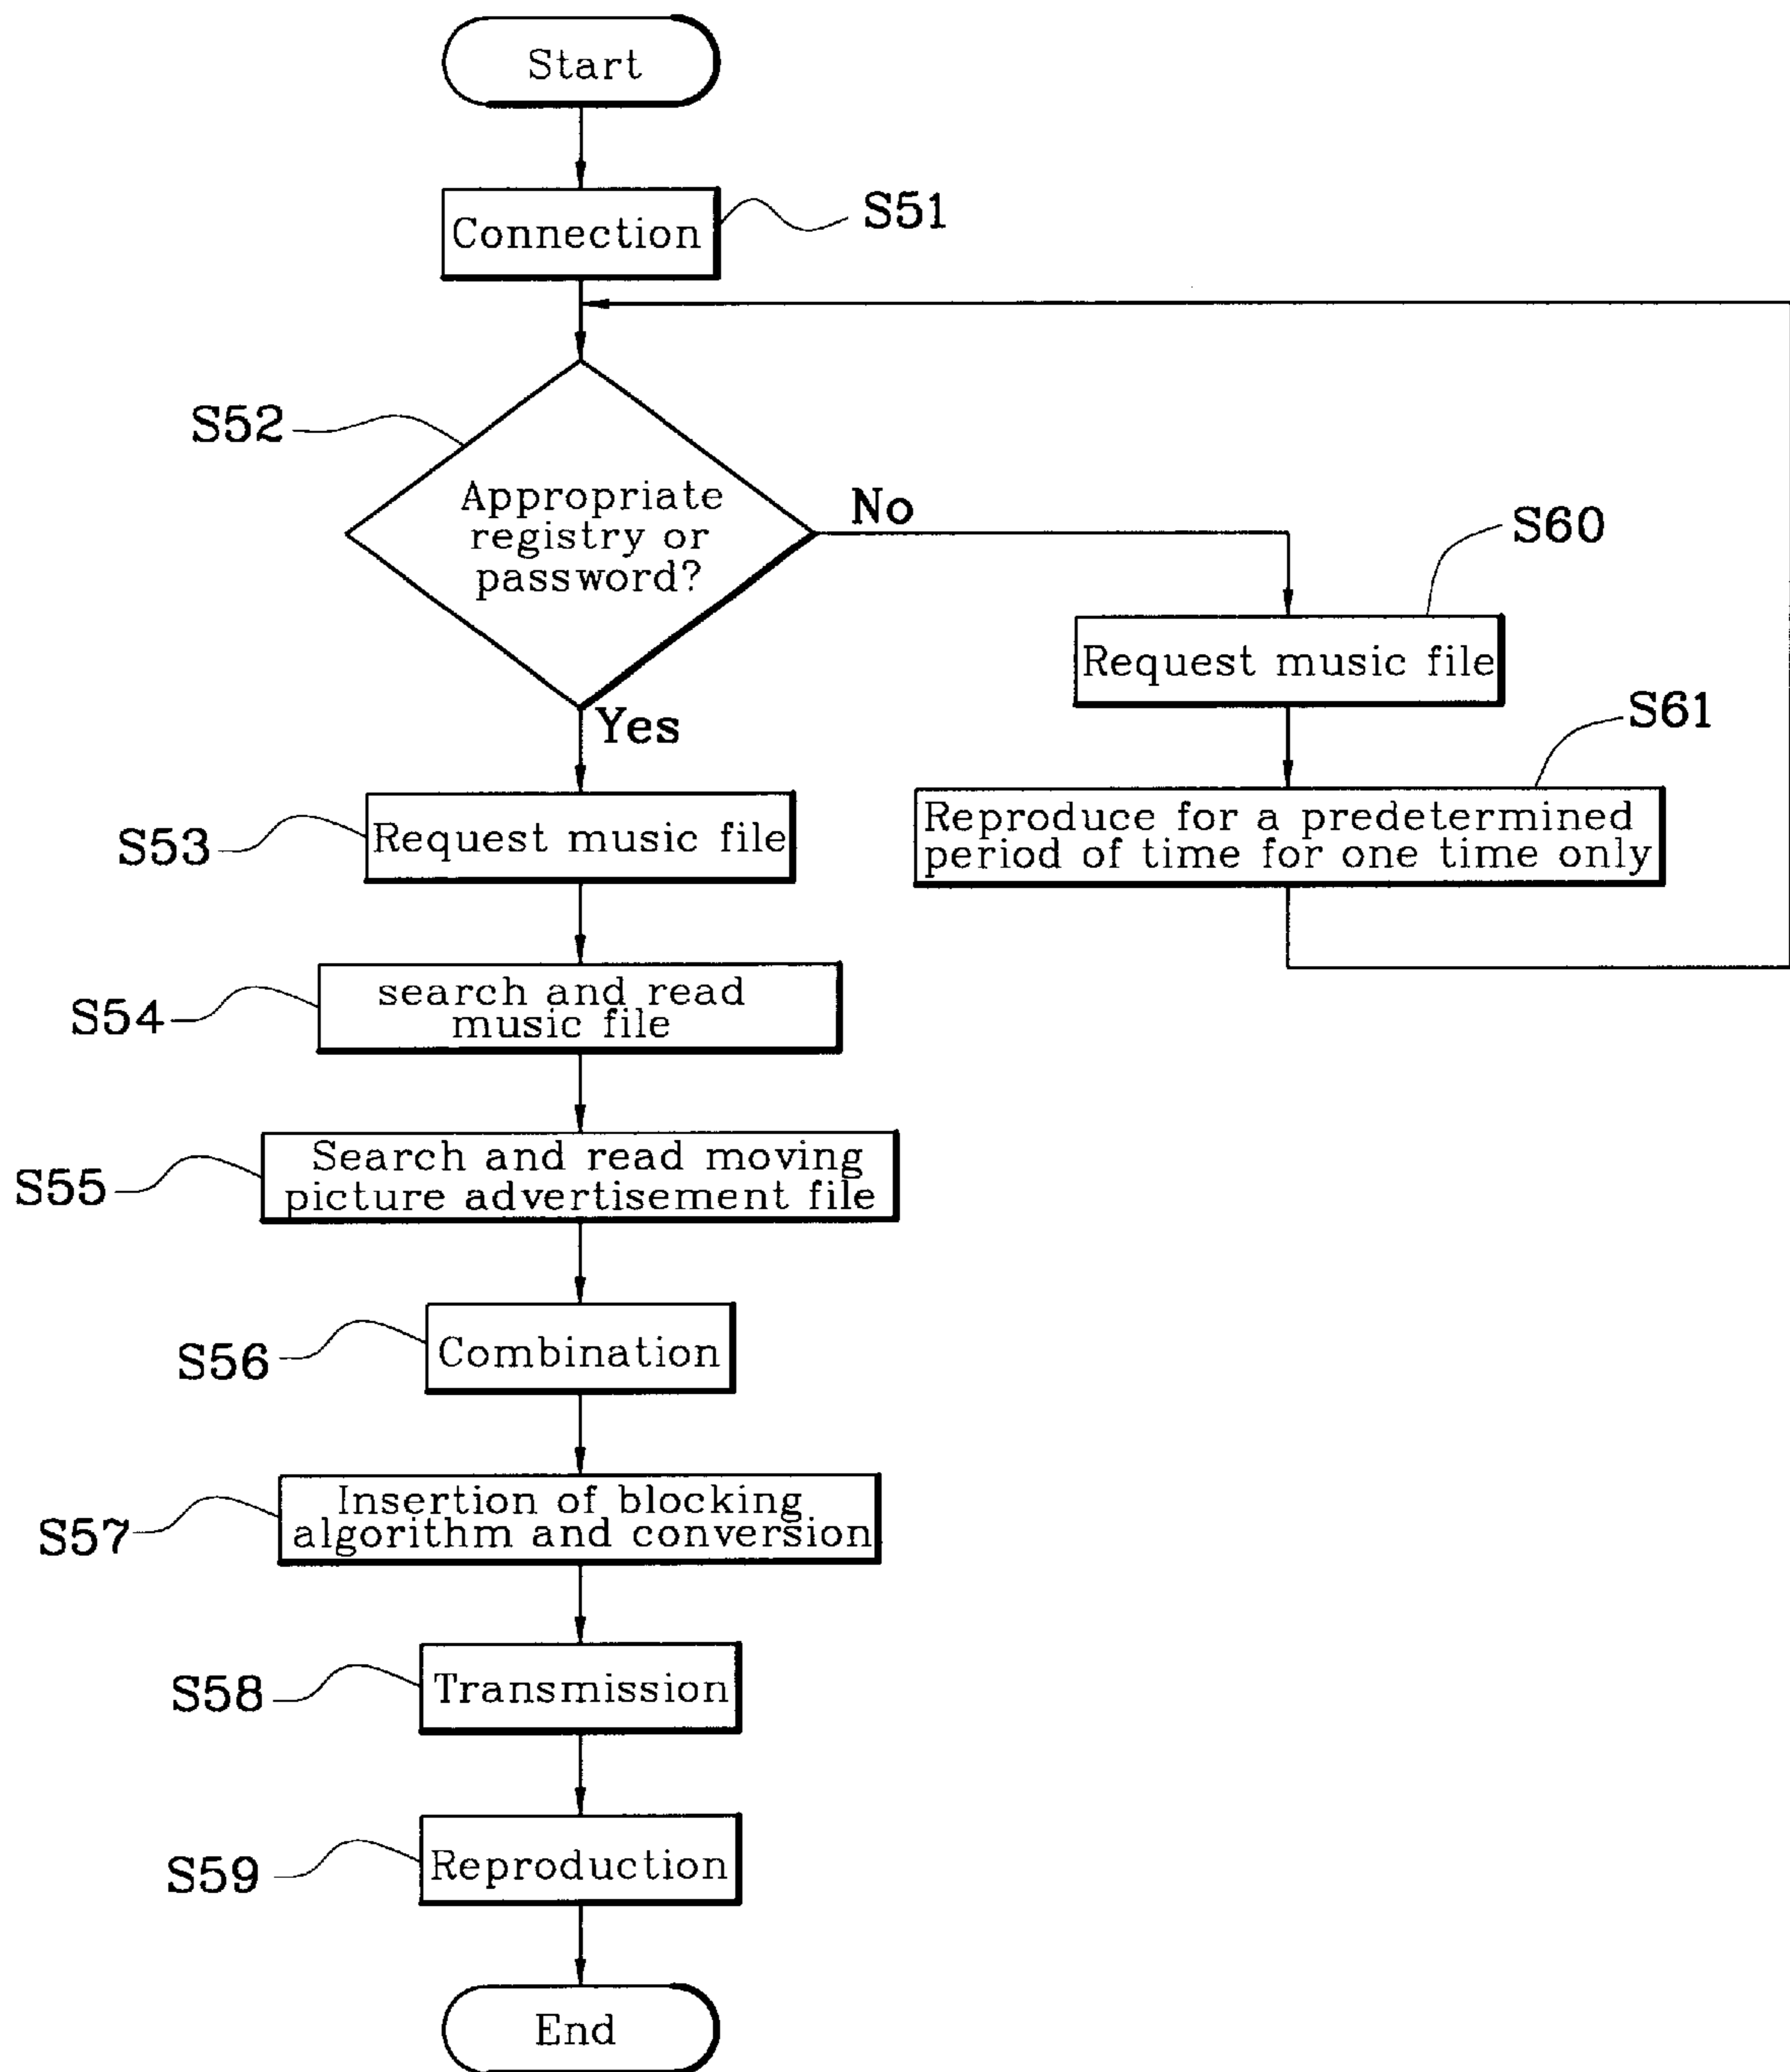 Start
Connection
S51
S52
Appropriate
registry or
password?
No
Yes
S60
Request music file
S61
Reproduce for a predetermined
period of time for one time only
S53
Request music file
S54
search and read
music file
S55
Search and read moving
picture advertisement file
S56
Combination
S57
Insertion of blocking
algorithm and conversion
S58
Transmission
S59
Reproduction
End